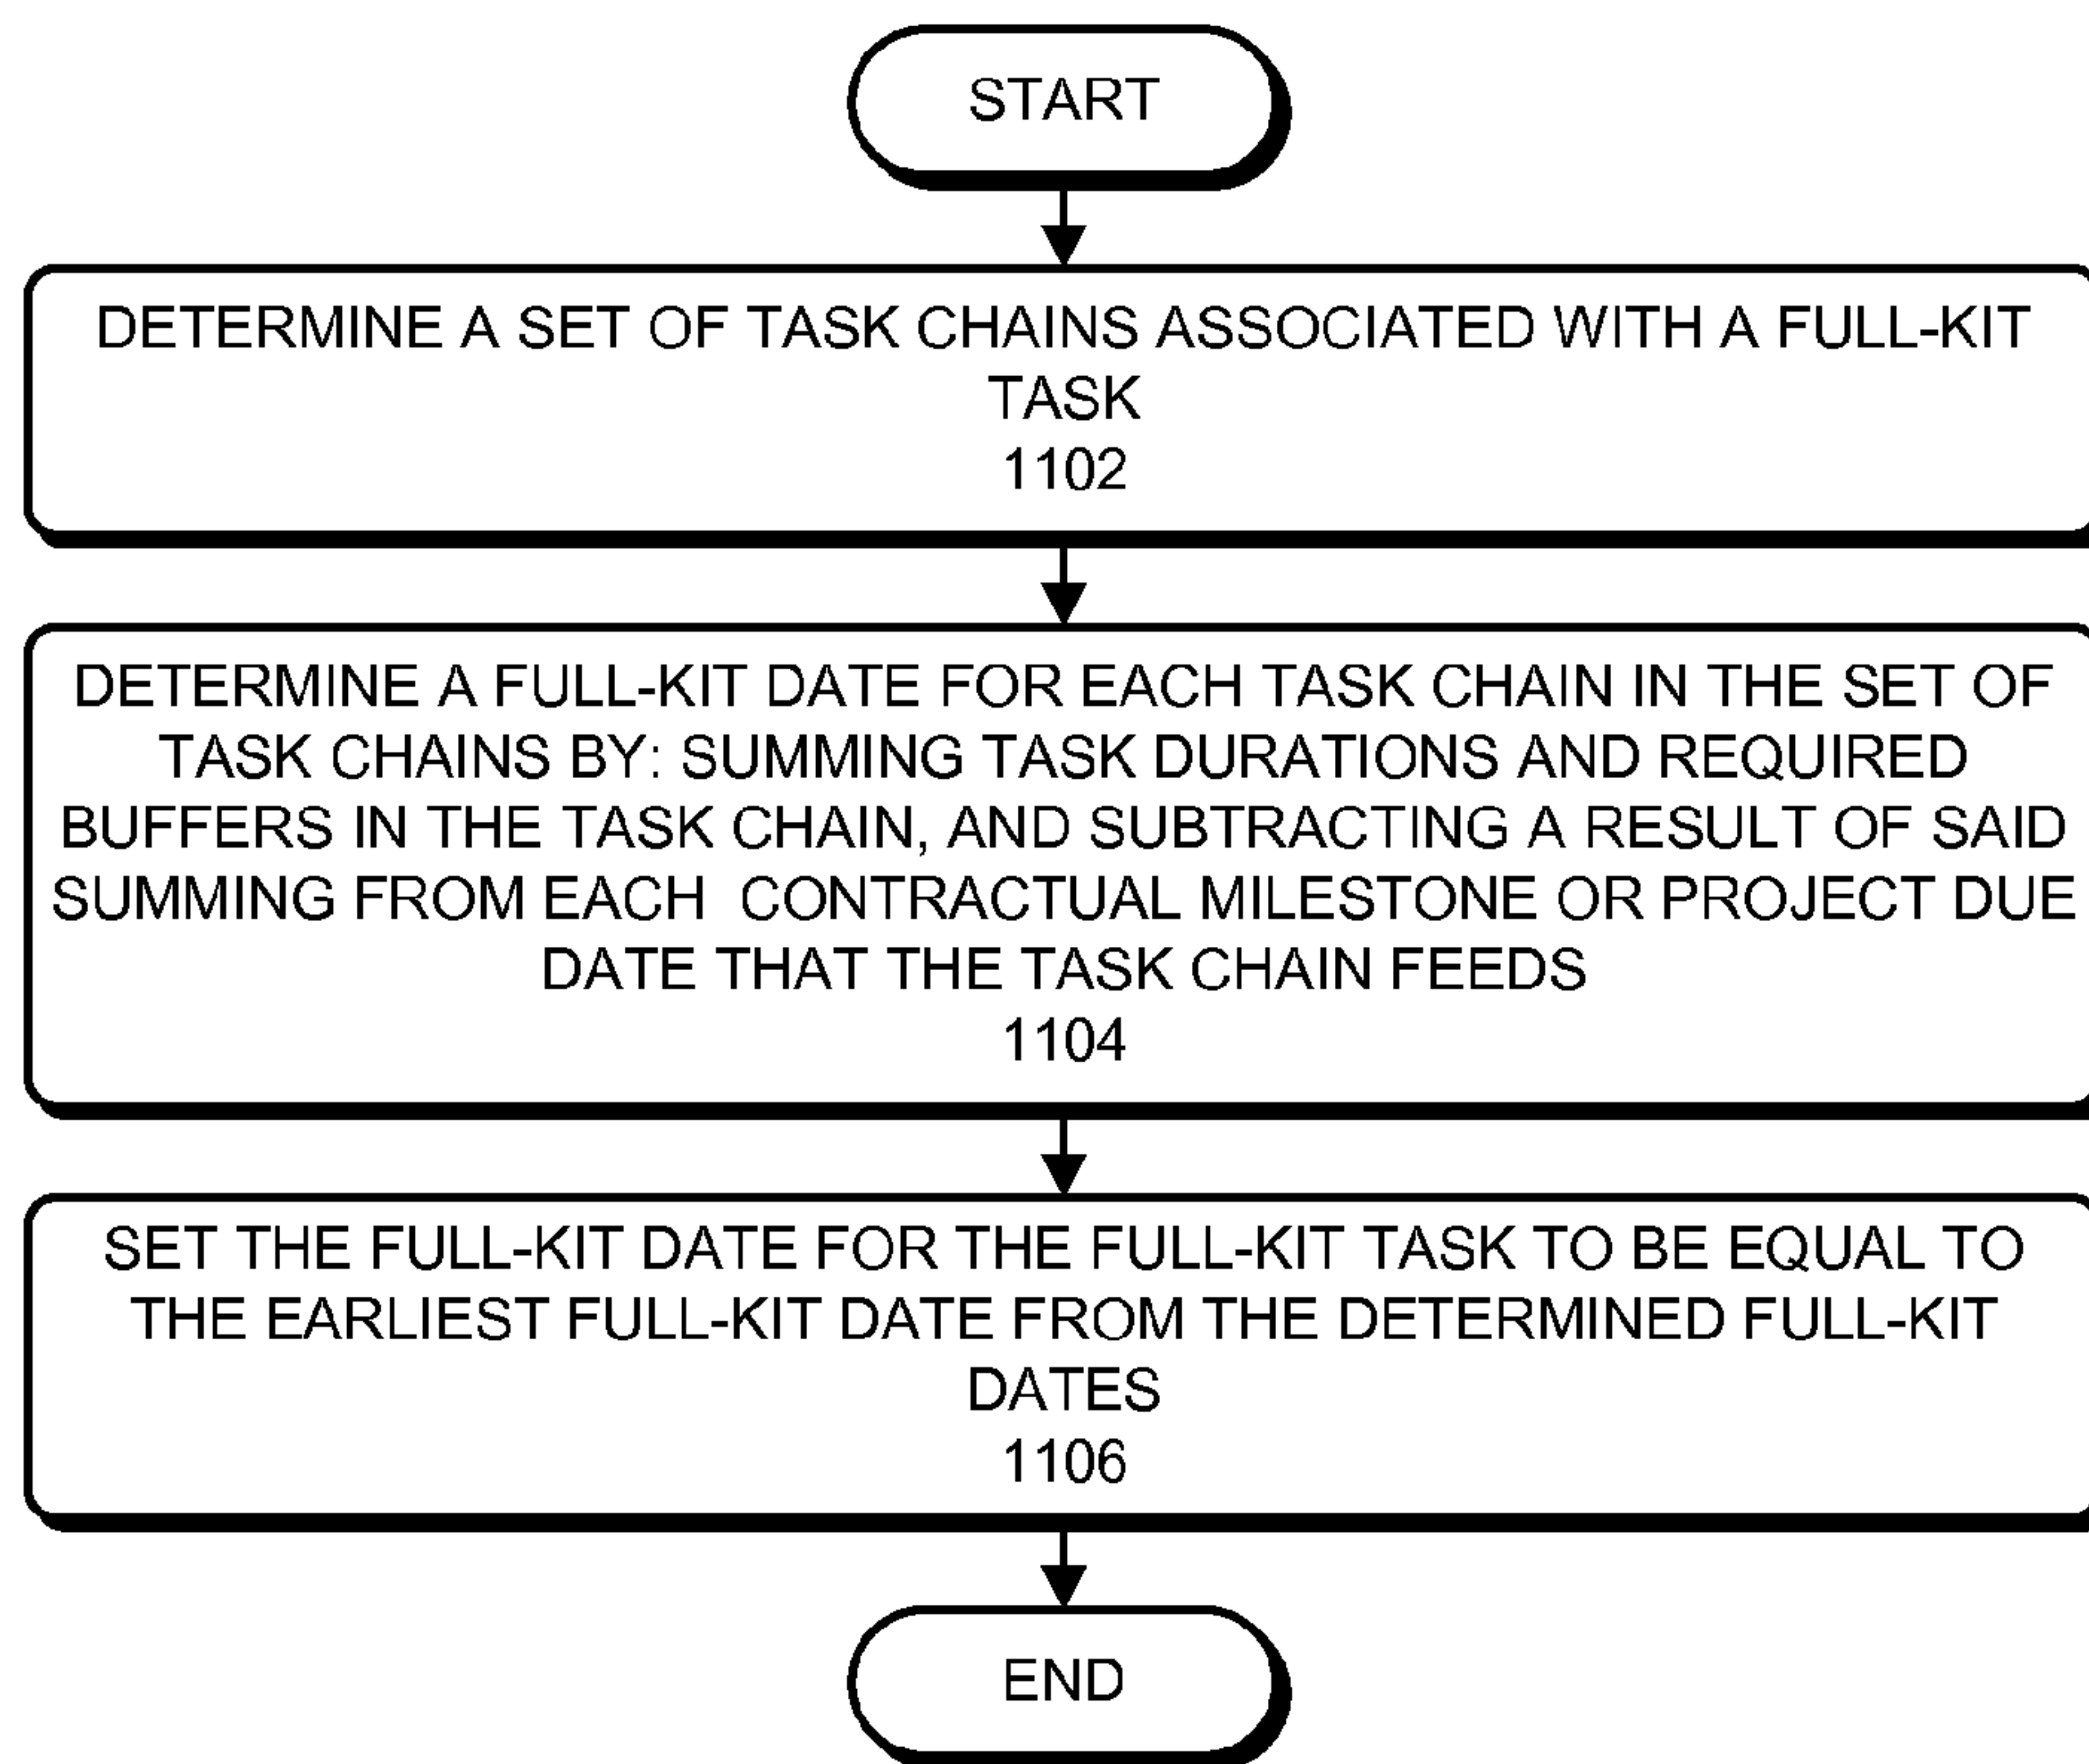 START
DETERMINE A SET OF TASK CHAINS ASSOCIATED WITH A FULL-KIT
TASK
1102
DETERMINE A FULL-KIT DATE FOR EACH TASK CHAIN IN THE SET OF
TASK CHAINS BY: SUMMING TASK DURATIONS AND REQUIRED
BUFFERS IN THE TASK CHAIN, AND SUBTRACTING A RESULT OF SAID
SUMMING FROM EACH CONTRACTUAL MILESTONE OR PROJECT DUE
DATE THAT THE TASK CHAIN FEEDS
1104
SET THE FULL-KIT DATE FOR THE FULL-KIT TASK TO BE EQUAL TO
THE EARLIEST FULL-KIT DATE FROM THE DETERMINED FULL-KIT
DATES
1106
END